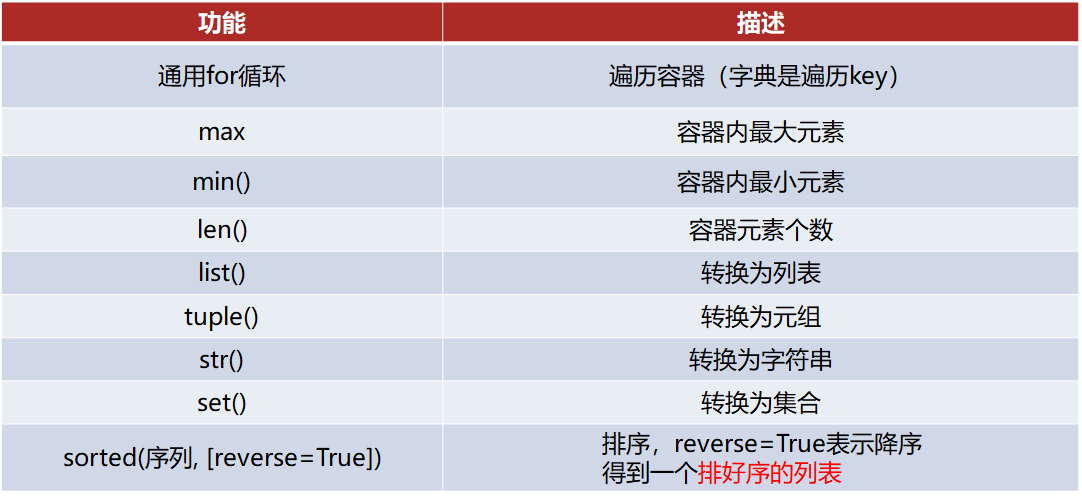 功能 描述
通用for循环 遍历容器（字典是遍历key）
max 容器内最大元素
min() 容器内最小元素
len() 容器元素个数
list() 转换为列表
tuple() 转换为元组
str() 转换为字符串
set() 转换为集合
sorted(序列, [reverse=True]) 排序，reverse=True表示降序
得到一个排好序的列表